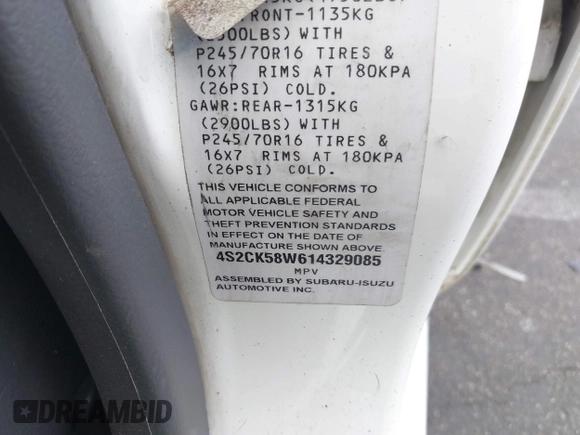 FRONT-1135KG
(2500LBS) WITH
P245/70R16 TIRES &
16x7 RIMS AT 180KPA
(26PSI) COLD.
GAWR:REAR-1315KG
(2900LBS) WITH
P245/70R16 TIRES &
16x7 RIMS AT 180KPA
(26PSI) COLD.
THIS VEHICLE CONFORMS TO
ALL APPLICABLE FEDERAL
MOTOR VEHICLE SAFETY AND
THEFT PREVENTION STANDARDS
IN EFFECT ON THE DATE OF
MANUFACTURE SHOWN ABOVE.
4S2CK58W614329085
MPV
ASSEMBLED BY SUBARU-ISUZU
AUTOMOTIVE INC.
DREAMBID